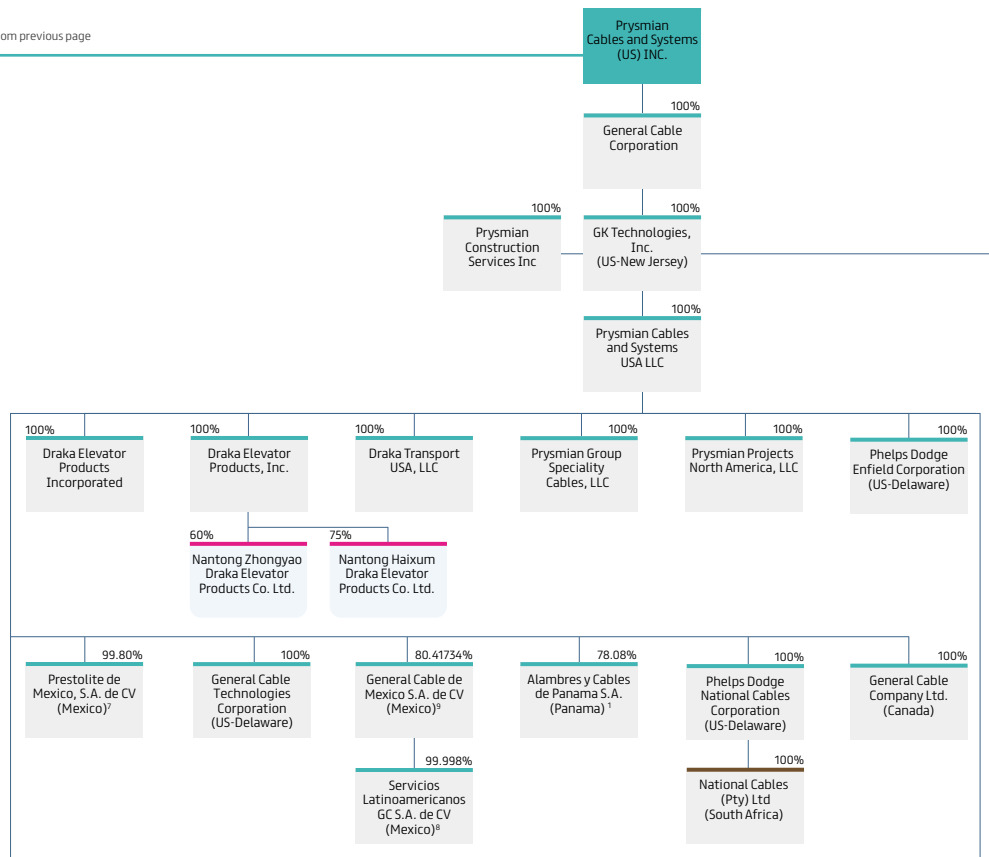 om previous page
Prysmian
Cables and Systems
(US) INC.
100%
General Cable
Corporation
100%
Prysmian
Construction
Services Inc
100%
GK Technologies,
Inc.
(US-New Jersey)
100%
Prysmian Cables
and Systems
USA LLC
100%
Draka Elevator
Products
Incorporated
100%
Draka Elevator
Products, Inc.
100%
Draka Transport
USA, LLC
100%
Prysmian Group
Speciality
Cables, LLC
100%
Prysmian Projects
North America, LLC
100%
Phelps Dodge
Enfield Corporation
(US-Delaware)
60%
Nantong Zhongyao
Draka Elevator
Products Co. Ltd.
75%
Nantong Haixum
Draka Elevator
Products Co. Ltd.
99.80%
Prestolite de
Mexico, S.A. de CV
(Mexico)⁷
100%
General Cable
Technologies
Corporation
(US-Delaware)
80.41734%
General Cable de
Mexico S.A. de CV
(Mexico)⁹
78.08%
Alambres y Cables
de Panama S.A.
(Panama) ¹
100%
Phelps Dodge
National Cables
Corporation
(US-Delaware)
100%
General Cable
Company Ltd.
(Canada)
99.998%
Servicios
Latinoamericanos
GC S.A. de CV
(Mexico)⁸
100%
National Cables
(Pty) Ltd
(South Africa)